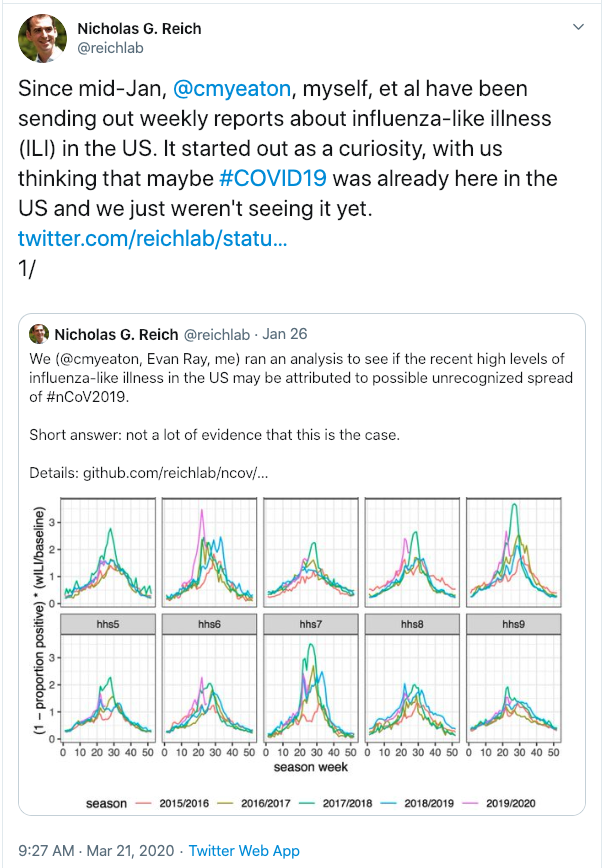 Nicholas G. Reich
@reichlab
Since mid-Jan, @cmyeaton, myself, et al have been
sending out weekly reports about influenza-like illness
(ILI) in the US. It started out as a curiosity, with us
thinking that maybe #COVID19 was already here in the
US and we just weren't seeing it yet.
twitter.com/reichlab/statu...
1/
Nicholas G. Reich @reichlab · Jan 26
We (@cmyeaton, Evan Ray, me) ran an analysis to see if the recent high levels of
influenza-like illness in the US may be attributed to possible unrecognized spread
of #nCoV2019.
Short answer: not a lot of evidence that this is the case.
Details: github.com/reichlab/ncov/...
(1 − proportion positive) * (wILI/baseline)
3
2
1
0
hhs5 hhs6 hhs7 hhs8 hhs9
3
2
1
0
0 10 20 30 40 50 0 10 20 30 40 50 0 10 20 30 40 50 0 10 20 30 40 50 0 10 20 30 40 50
season week
season 2015/2016 2016/2017 2017/2018 2018/2019 2019/2020
9:27 AM · Mar 21, 2020 · Twitter Web App